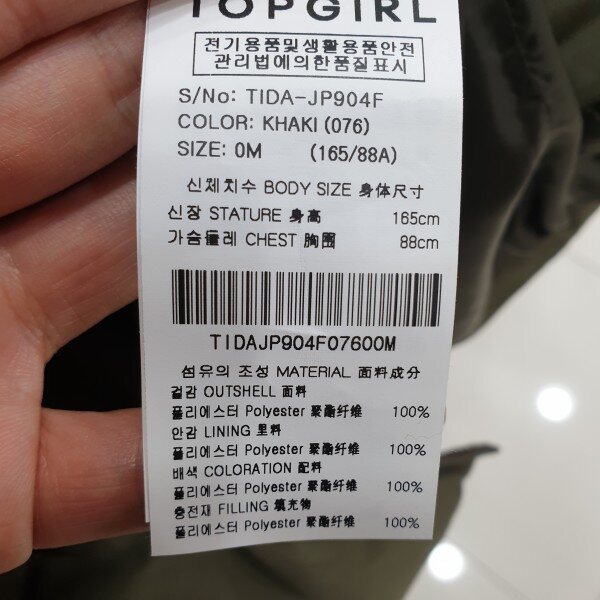 TOPGIRL
전기용품및생활용품안전
관리법에의한품질표시
S/No: TIDA-JP904F
COLOR: KHAKI (076)
SIZE: 0M (165/88A)
신체치수 BODY SIZE 身体尺寸
신장 STATURE 身高 165cm
가슴둘레 CHEST 胸围 88cm
TIDAJP904F07600M
섬유의 조성 MATERIAL 面料成分
겉감 OUTSHELL 面料
폴리에스터 Polyester 聚酯纤维 100%
안감 LINING 里料
폴리에스터 Polyester 聚酯纤维 100%
배색 COLORATION 配料
폴리에스터 Polyester 聚酯纤维 100%
충전재 FILLING 填充物
폴리에스터 Polyester 聚酯纤维 100%